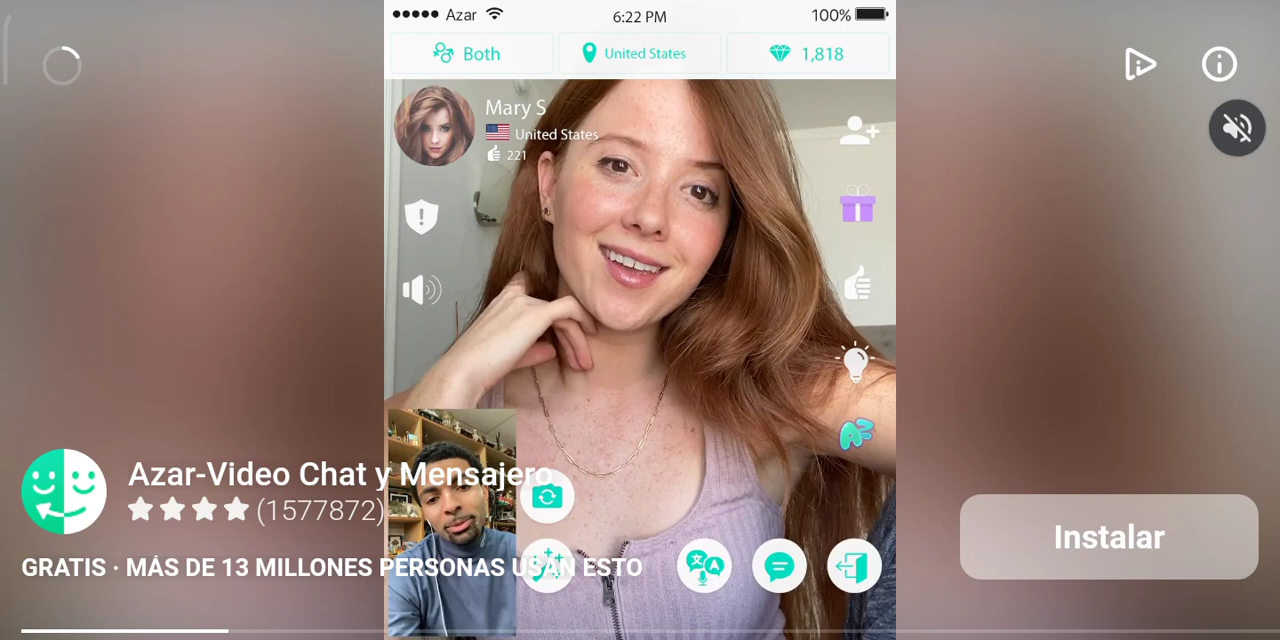 Azar
6:22 PM
100%
Both
United States
1,818
Mary S
United States
221
Azar-Video Chat y Mensajero
(1577872)
GRATIS · MÁS DE 13 MILLONES PERSONAS USAN ESTO
Instalar